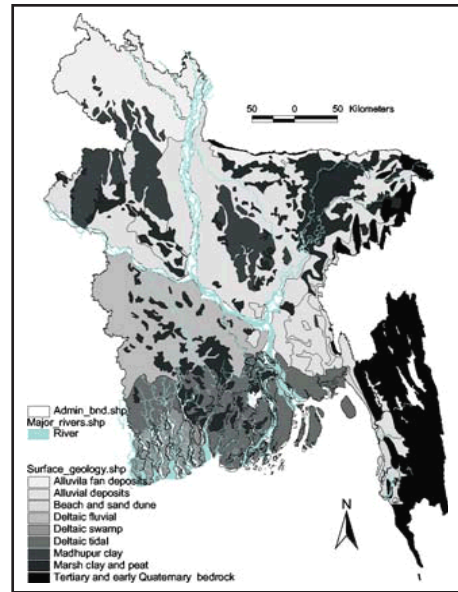 50 0 50 Kilometers
Admin_bnd.shp
Major_rivers.shp
River
Surface_geology.shp
Alluvila fan deposits
Alluvial deposits
Beach and sand dune
Deltaic fluvial
Deltaic swamp
Deltaic tidal
Madhupur clay
Marsh clay and peat
Tertiary and early Quaternary bedrock
N